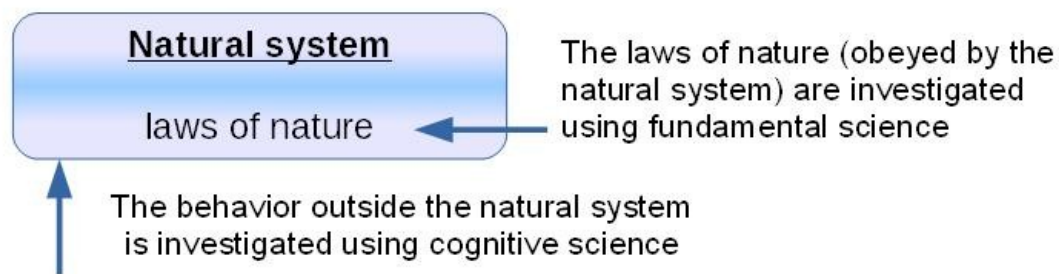 Natural system
laws of nature
The laws of nature (obeyed by the
natural system) are investigated
using fundamental science
The behavior outside the natural system
is investigated using cognitive science